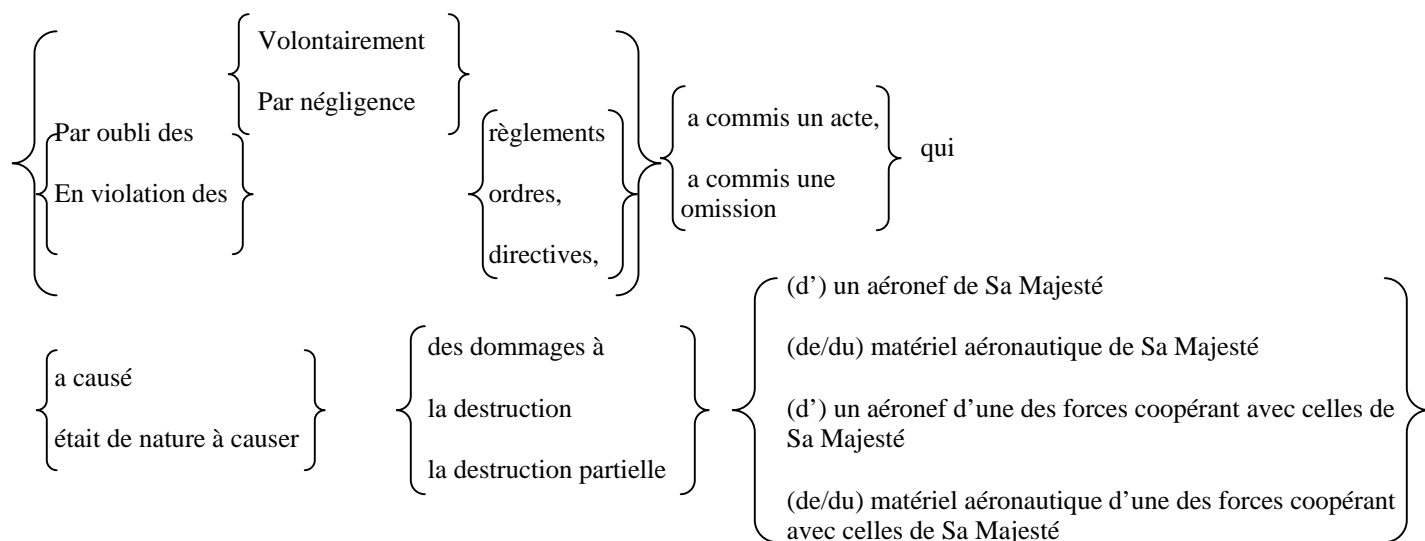 Volontairement
Par négligence
Par oubli des
En violation des
règlements
ordres,
directives,
a commis un acte,
a commis une
omission
qui
a causé
était de nature à causer
des dommages à
la destruction
la destruction partielle
(d’) un aéronef de Sa Majesté
(de/du) matériel aéronautique de Sa Majesté
(d’) un aéronef d’une des forces coopérant avec celles de
Sa Majesté
(de/du) matériel aéronautique d’une des forces coopérant
avec celles de Sa Majesté